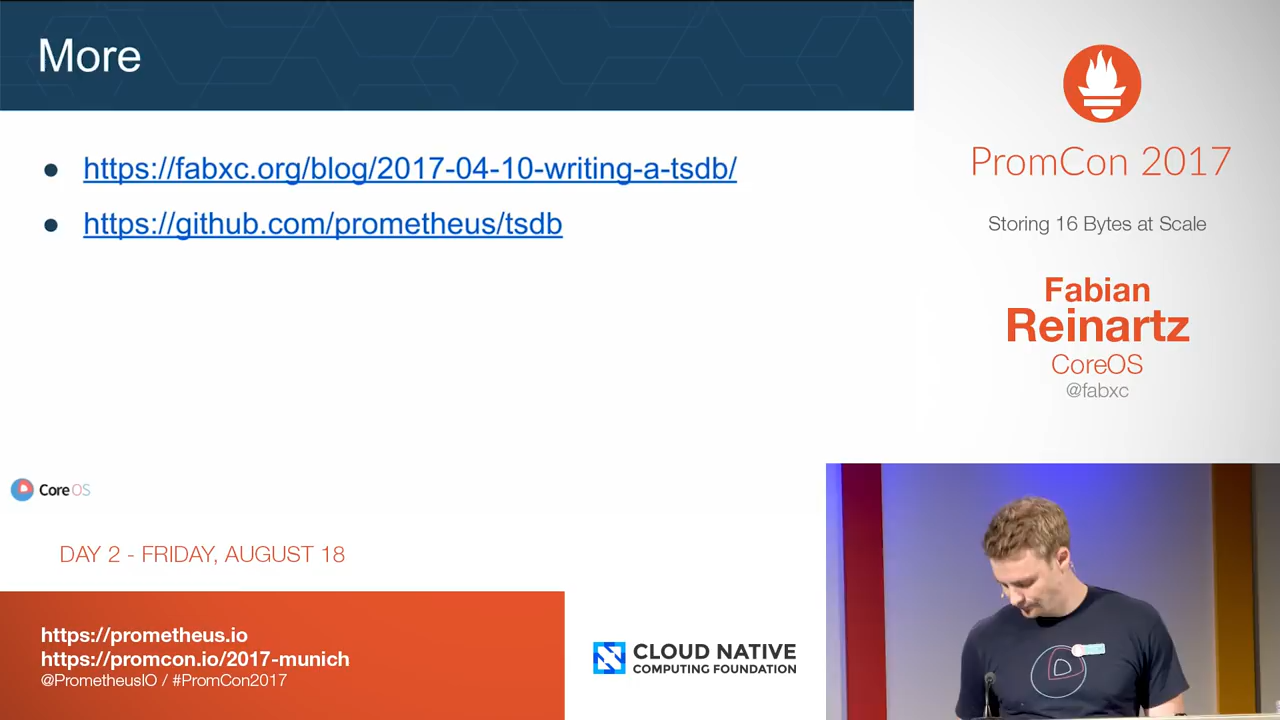 More
https://fabxc.org/blog/2017-04-10-writing-a-tsdb/
https://github.com/prometheus/tsdb
CoreOS
DAY 2 - FRIDAY, AUGUST 18
https://prometheus.io
https://promcon.io/2017-munich
@PrometheusIO / #PromCon2017
CLOUD NATIVE
COMPUTING FOUNDATION
PromCon 2017
Storing 16 Bytes at Scale
Fabian
Reinartz
CoreOS
@fabxc